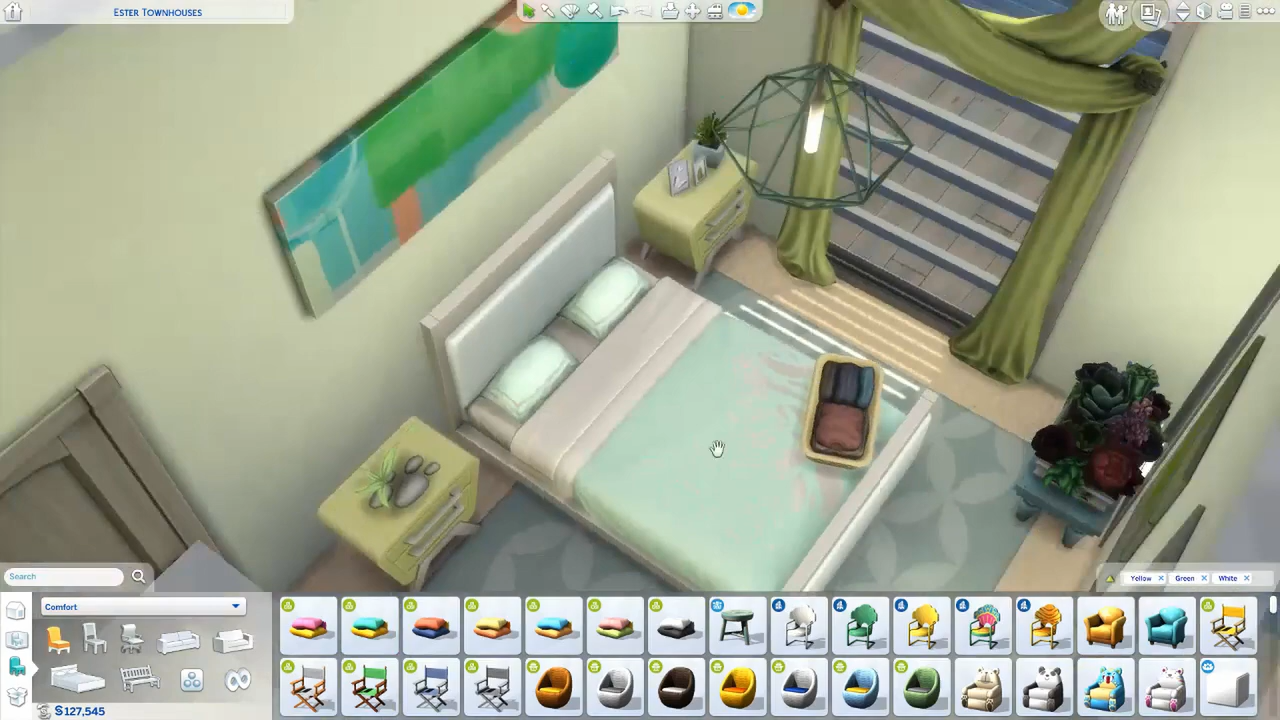 ESTER TOWNHOUSES
Search
Yellow X Green X White X
Comfort
§127,545